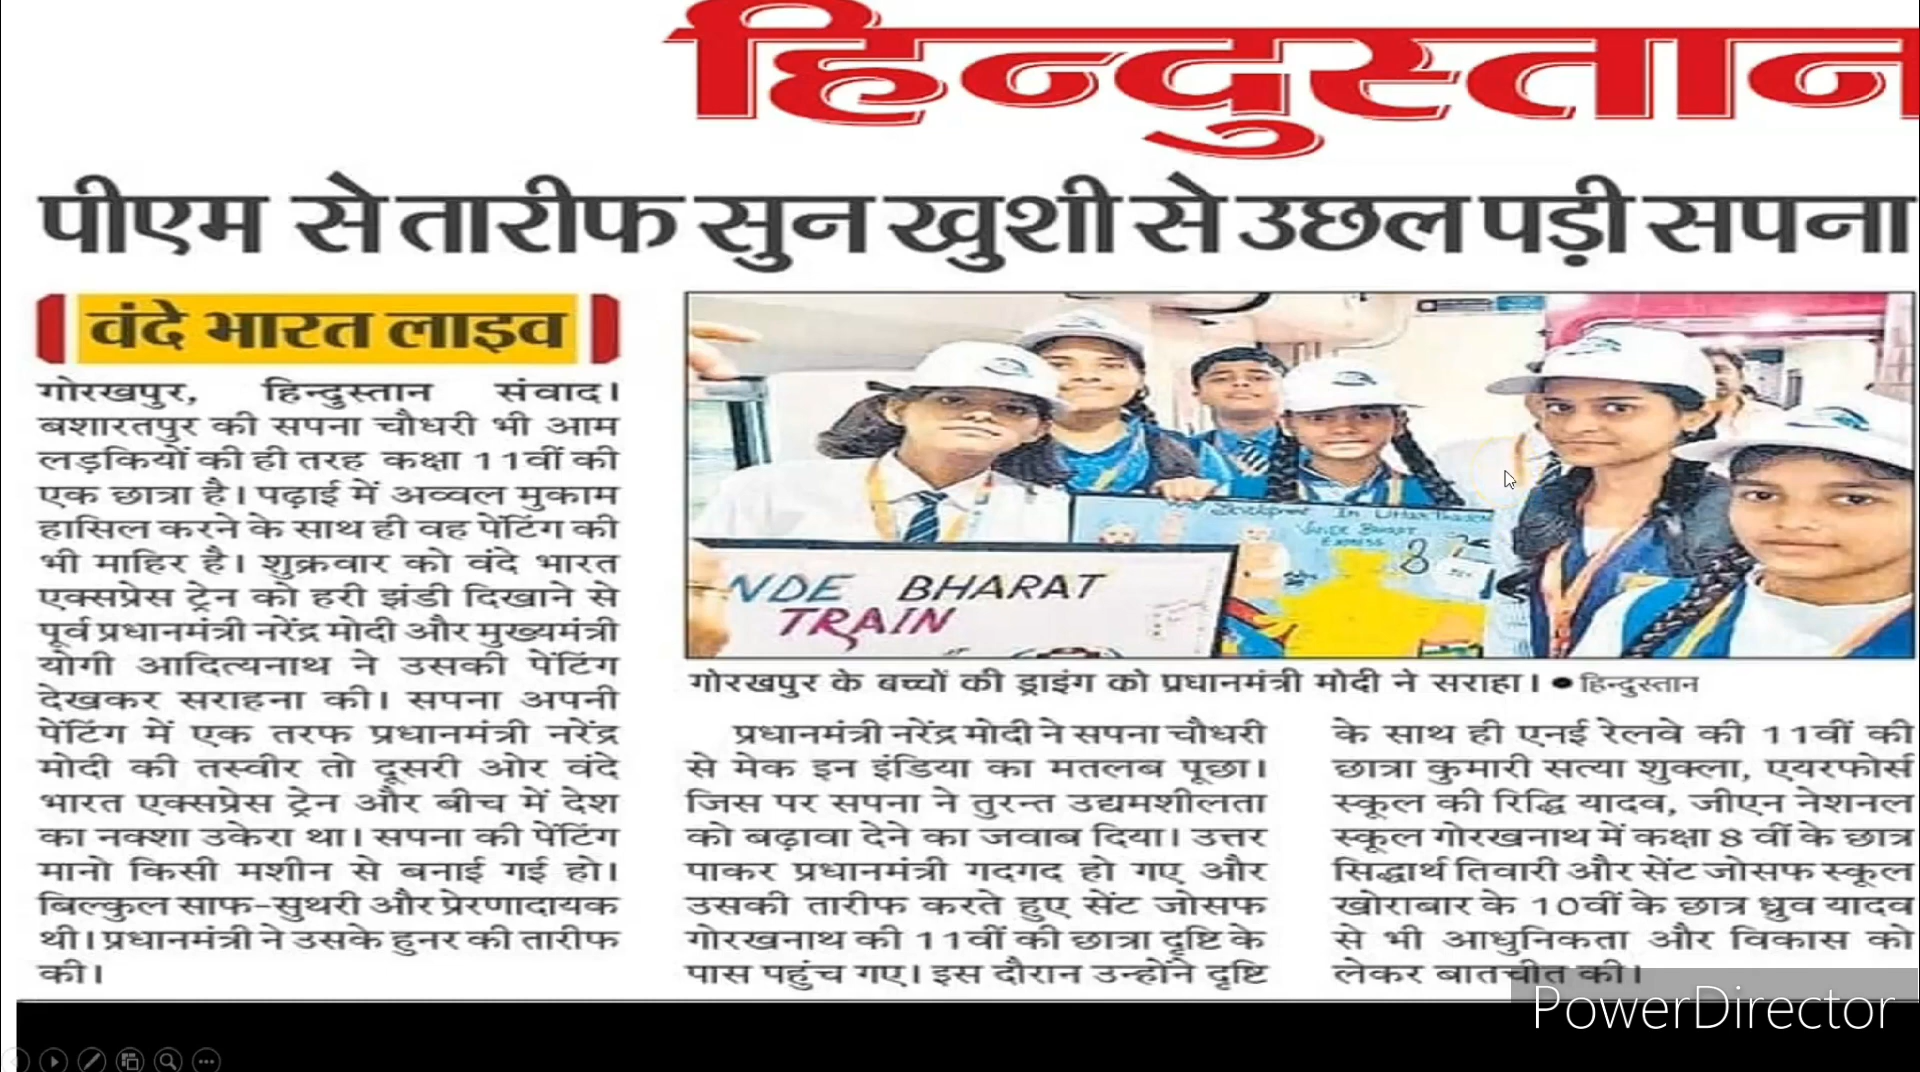 हिन्दुस्तान
पीएम से तारीफ सुन खुशी से उछल पड़ी सपना
वंदे भारत लाइव
गोरखपुर, हिन्दुस्तान संवाद।
बशारतपुर की सपना चौधरी भी आम
लड़कियों की ही तरह कक्षा 11वीं की
एक छात्रा है। पढ़ाई में अव्वल मुकाम
हासिल करने के साथ ही वह पेंटिंग की
भी माहिर है। शुक्रवार को वंदे भारत
एक्सप्रेस ट्रेन को हरी झंडी दिखाने से
पूर्व प्रधानमंत्री नरेंद्र मोदी और मुख्यमंत्री
योगी आदित्यनाथ ने उसकी पेंटिंग
देखकर सराहना की। सपना अपनी
पेंटिंग में एक तरफ प्रधानमंत्री नरेंद्र
मोदी की तस्वीर तो दूसरी ओर वंदे
भारत एक्सप्रेस ट्रेन और बीच में देश
का नक्शा उकेरा था। सपना की पेंटिंग
मानो किसी मशीन से बनाई गई हो।
बिल्कुल साफ-सुथरी और प्रेरणादायक
थी। प्रधानमंत्री ने उसके हुनर की तारीफ
की।
VANDE BHARAT
EXPRESS
NDE BHARAT
TRAIN
गोरखपुर के बच्चों की ड्राइंग को प्रधानमंत्री मोदी ने सराहा। ● हिन्दुस्तान
प्रधानमंत्री नरेंद्र मोदी ने सपना चौधरी
से मेक इन इंडिया का मतलब पूछा।
जिस पर सपना ने तुरन्त उद्यमशीलता
को बढ़ावा देने का जवाब दिया। उत्तर
पाकर प्रधानमंत्री गदगद हो गए और
उसकी तारीफ करते हुए सेंट जोसफ
गोरखनाथ की 11वीं की छात्रा दृष्टि के
पास पहुंच गए। इस दौरान उन्होंने दृष्टि
के साथ ही एनई रेलवे की 11वीं की
छात्रा कुमारी सत्या शुक्ला, एयरफोर्स
स्कूल की रिद्धि यादव, जीएन नेशनल
स्कूल गोरखनाथ में कक्षा 8 वीं के छात्र
सिद्धार्थ तिवारी और सेंट जोसफ स्कूल
खोराबार के 10वीं के छात्र ध्रुव यादव
से भी आधुनिकता और विकास को
लेकर बातचीत की।
PowerDirector